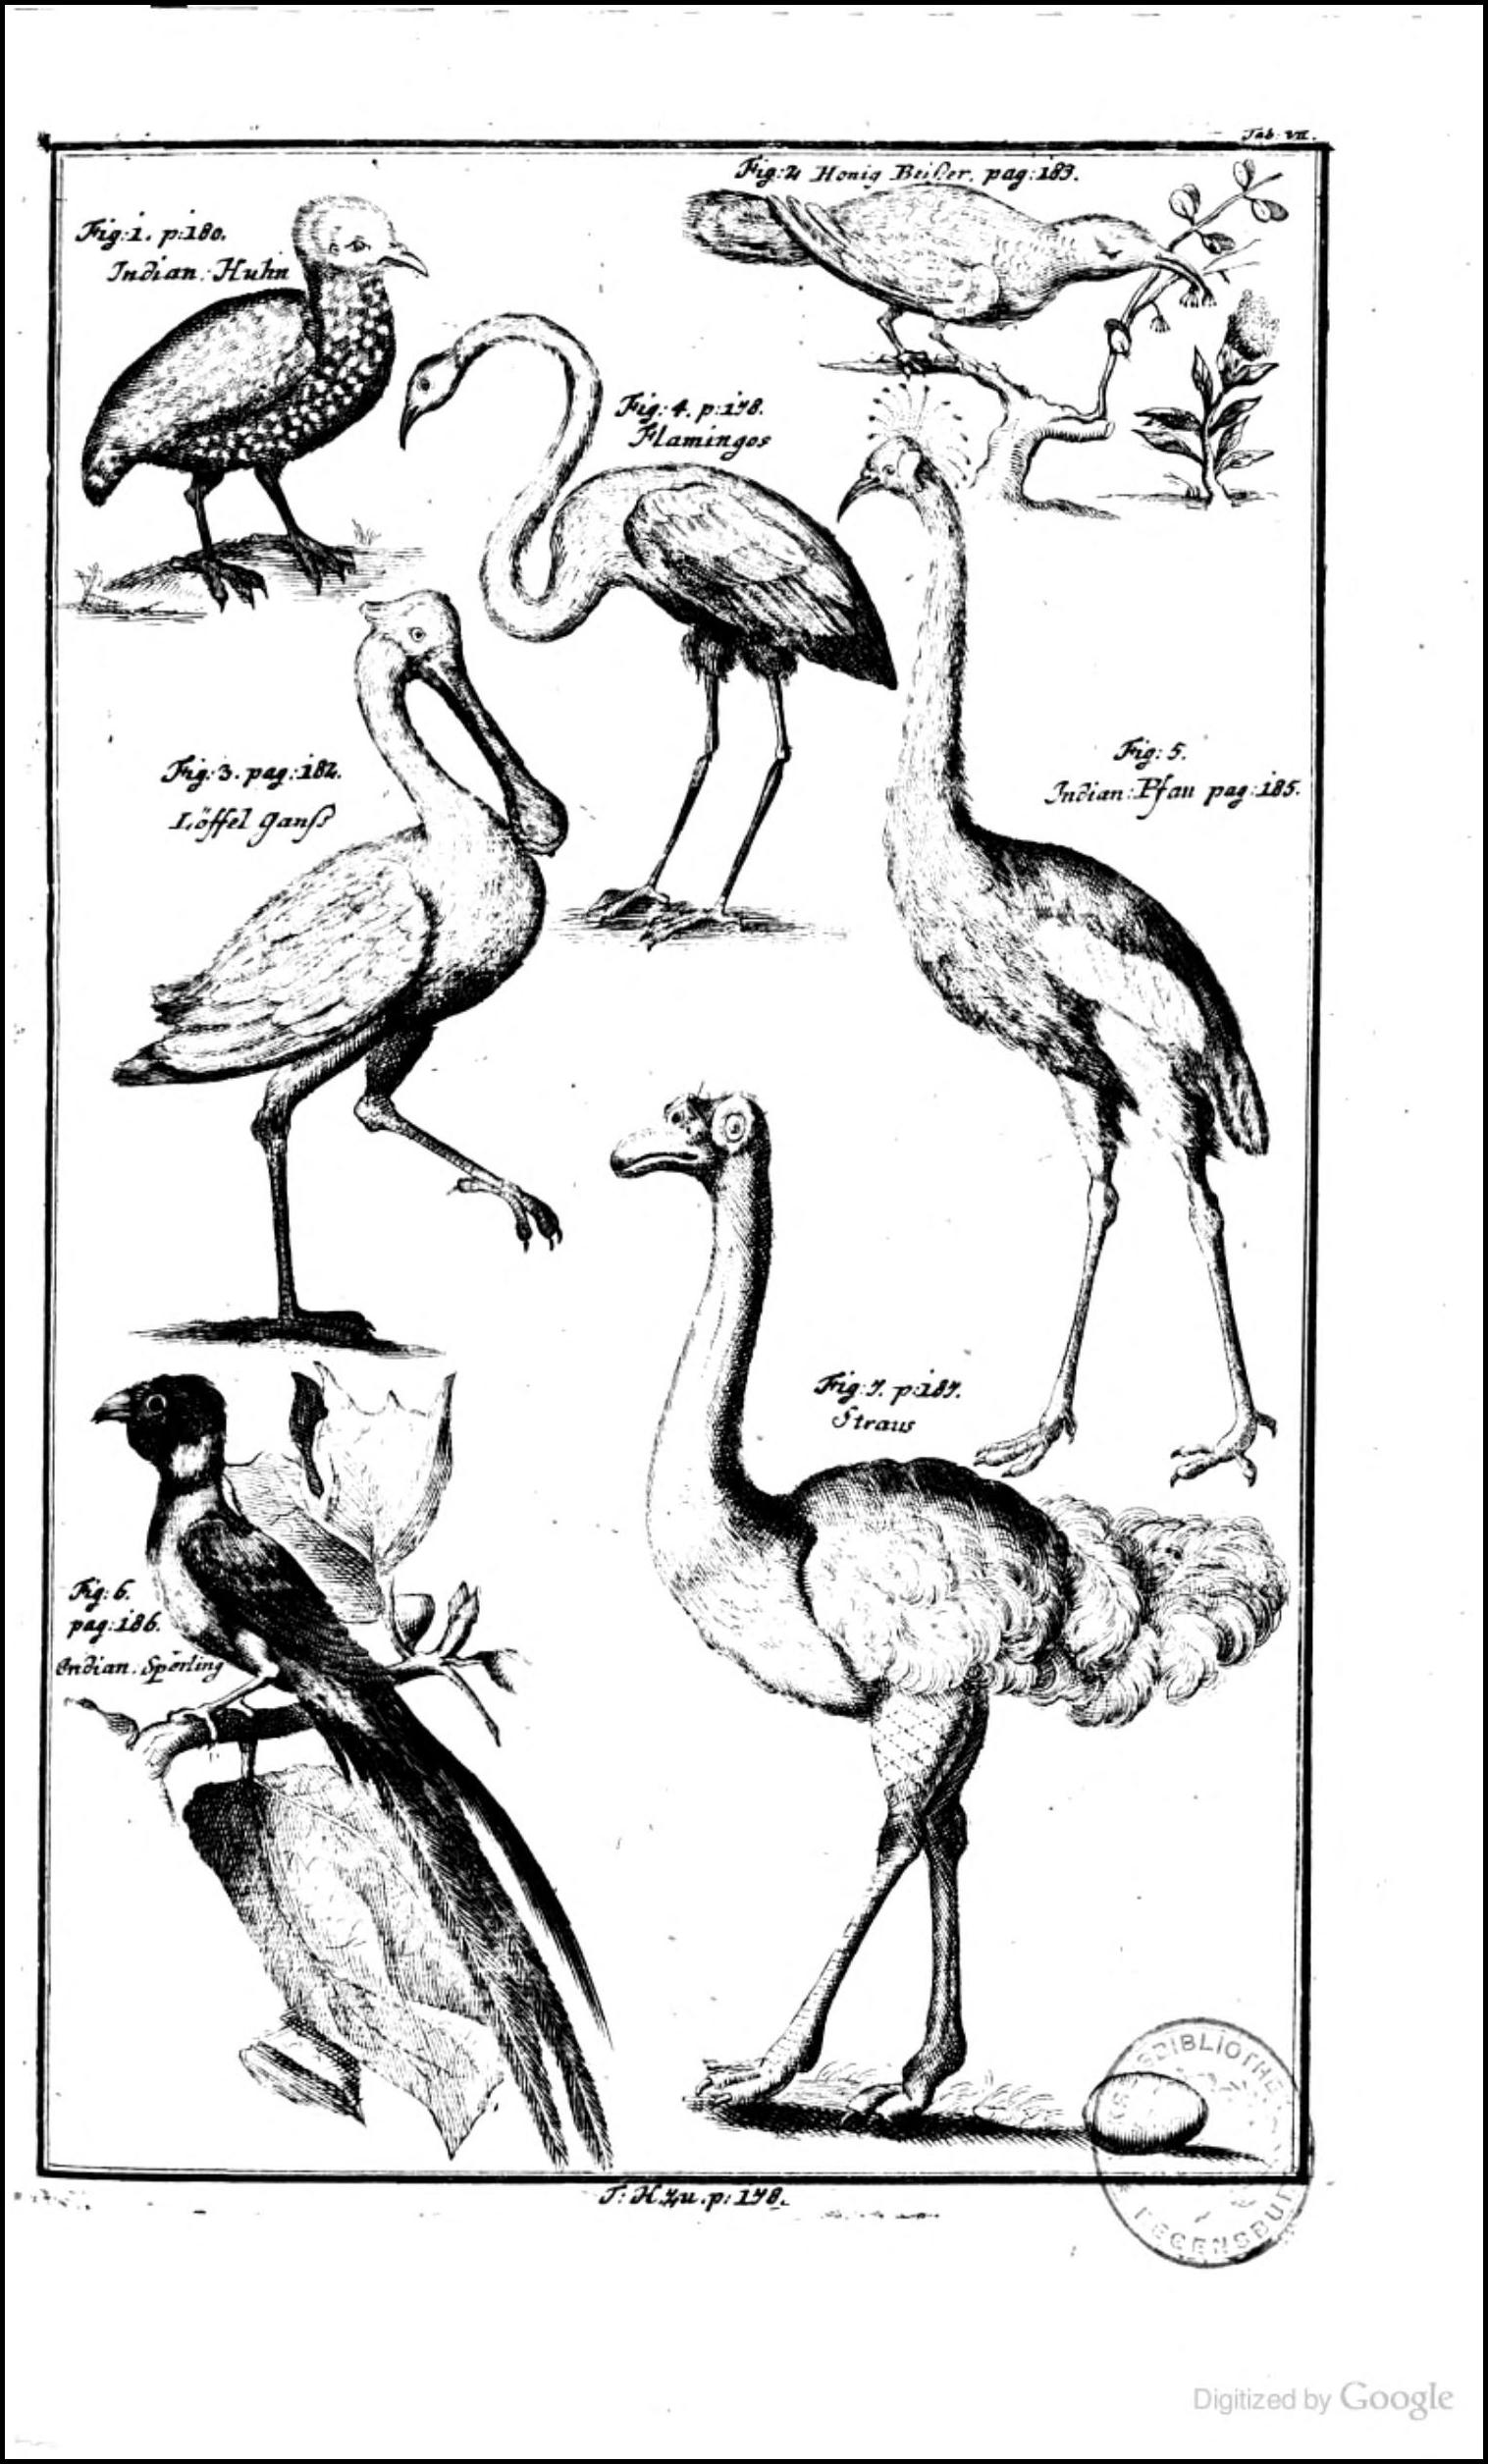 Tab. VII.
Fig: 1. p: 180.
Indian: Huhn
Fig: 2 Honig Beißer. pag: 183.
Fig: 4. p: 178.
Flamingos
Fig: 3. pag: 182.
Löffel ganß
Fig: 5.
Indian: Pfau pag: 185.
Fig: 7. p: 187.
Straus
Fig: 6.
pag: 186.
Indian. Sperling
T: H. Zu. p: 178.
Digitized by Google